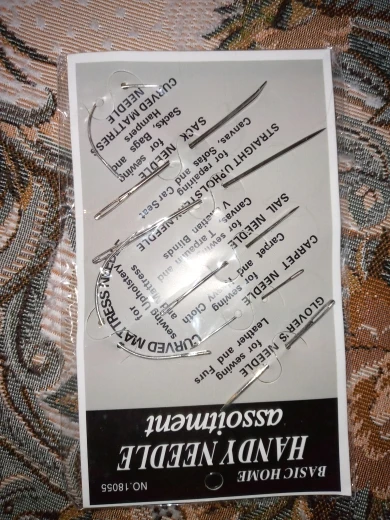 BASIC HOME
HANDY NEEDLE
assoitment
NO.18055
GLOVER'S NEEDLE
for sewing
Leather and Furs
CARPET NEEDLE
for sewing
Carpet and Heavy Cloth
SAIL NEEDLE
for sewing
Canvas, Tarpaulin and
Venetian Blinds
STRAIGHT UPHOLSTERY NEEDLE
for repairing
Canvas, Sofas and Car Seat
SACK NEEDLE
for sewing
Bags and
Sacks, Hampers
CURVED MATTRESS
NEEDLE
CURVED MATTRESS
for
sewing Upholstery
and Mattress